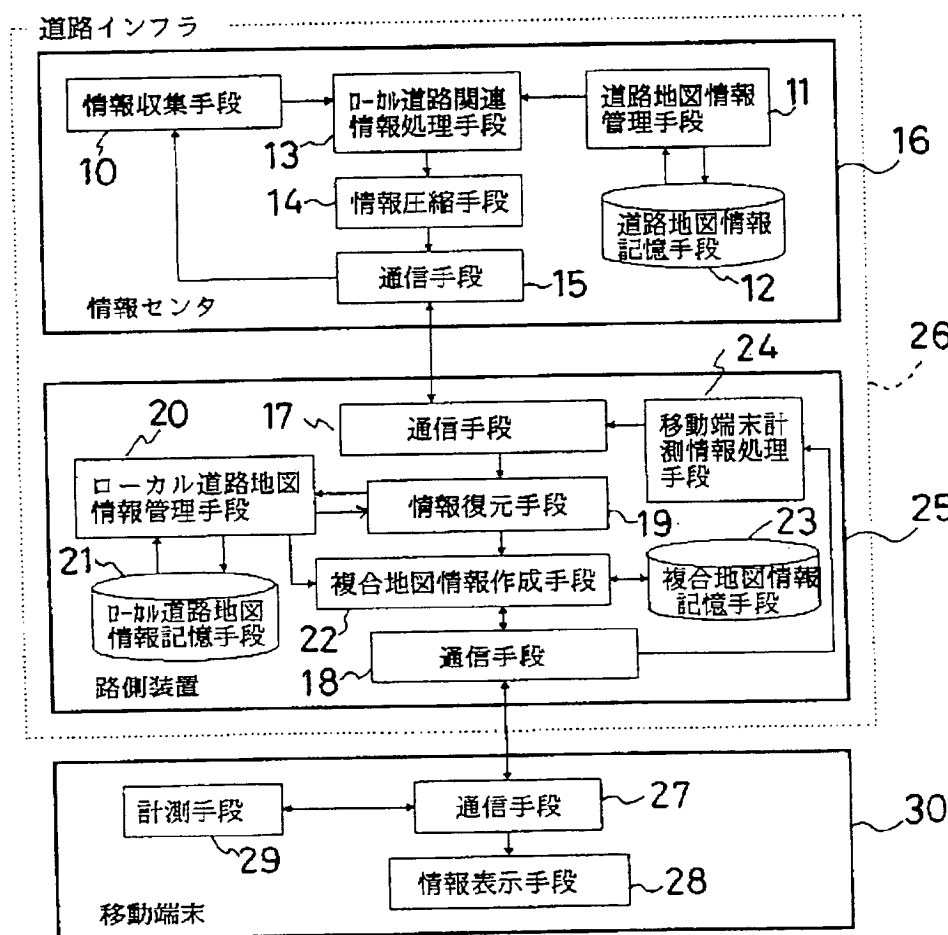 道路インフラ
情報収集手段
10
ローカル道路関連
情報処理手段
13
道路地図情報
管理手段
11
16
14
情報圧縮手段
道路地図情報
記憶手段
12
通信手段
15
情報センタ
26
24
17
通信手段
移動端末計
測情報処理
手段
20
ローカル道路地図
情報管理手段
情報復元手段
19
25
23
21
ローカル道路地図
情報記憶手段
複合地図情報作成手段
22
複合地図情報
記憶手段
通信手段
18
路側装置
計測手段
29
通信手段
27
30
情報表示手段
28
移動端末